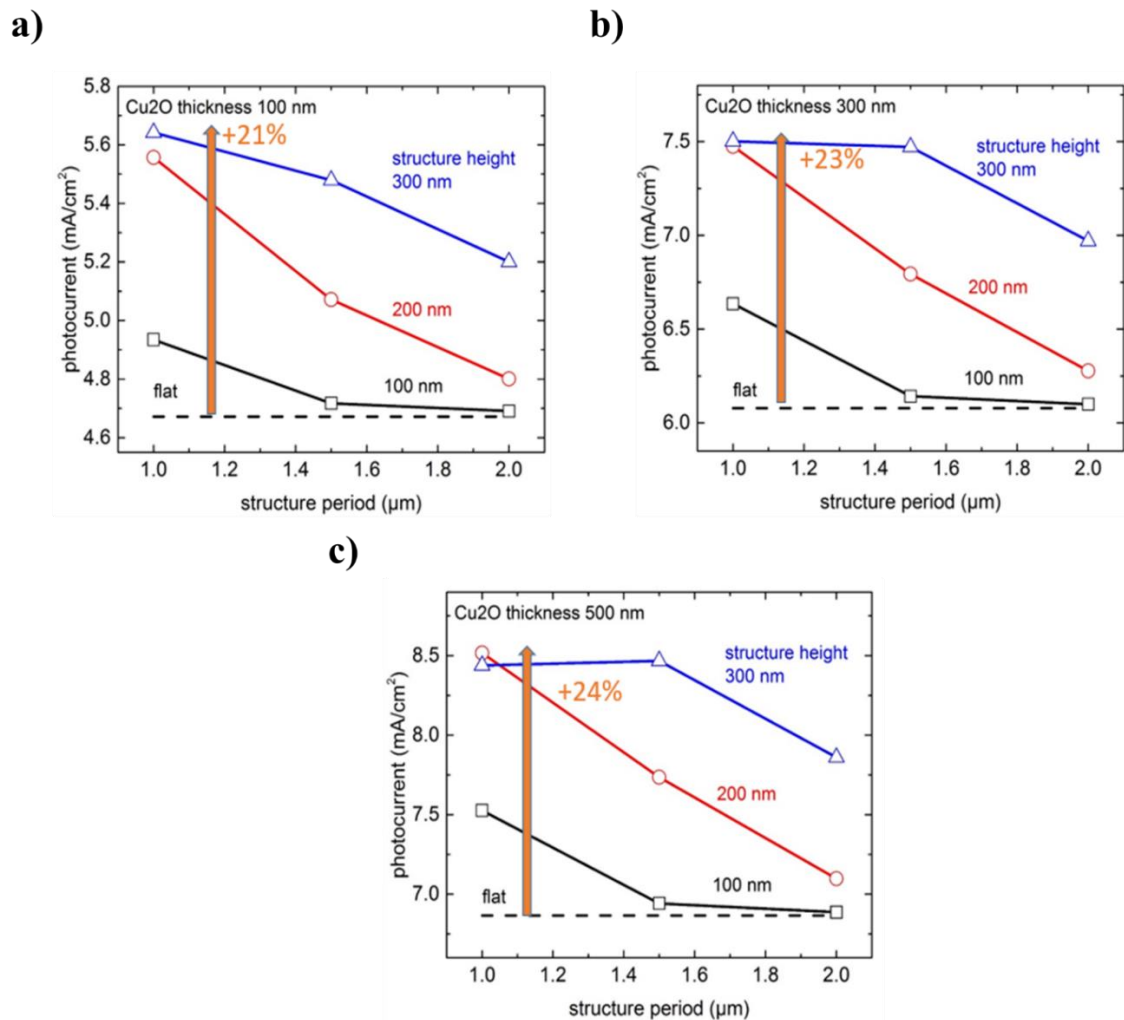 a)
Cu2O thickness 100 nm
+21%
structure height
300 nm
200 nm
100 nm
flat
photocurrent (mA/cm²)
5.8
5.6
5.4
5.2
5.0
4.8
4.6
1.0 1.2 1.4 1.6 1.8 2.0
structure period (µm)
b)
Cu2O thickness 300 nm
+23%
structure height
300 nm
200 nm
100 nm
flat
photocurrent (mA/cm²)
7.5
7.0
6.5
6.0
1.0 1.2 1.4 1.6 1.8 2.0
structure period (µm)
c)
Cu2O thickness 500 nm
+24%
structure height
300 nm
200 nm
100 nm
flat
photocurrent (mA/cm²)
8.5
8.0
7.5
7.0
1.0 1.2 1.4 1.6 1.8 2.0
structure period (µm)